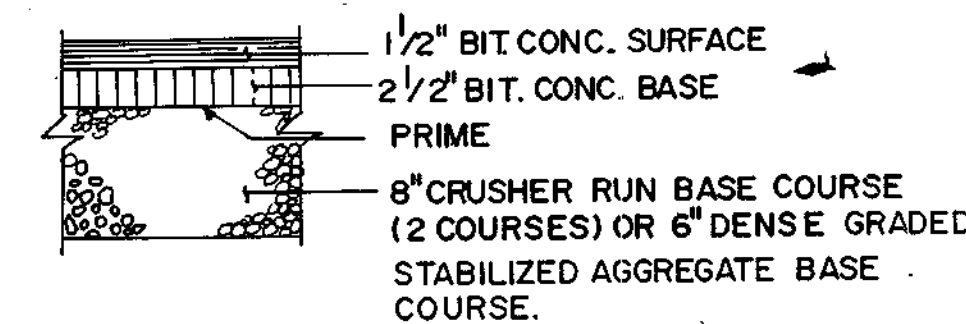 1 1/2" BIT. CONC. SURFACE
2 1/2" BIT. CONC. BASE
PRIME
8" CRUSHER RUN BASE COURSE
(2 COURSES) OR 6" DENSE GRADED
STABILIZED AGGREGATE BASE
COURSE.